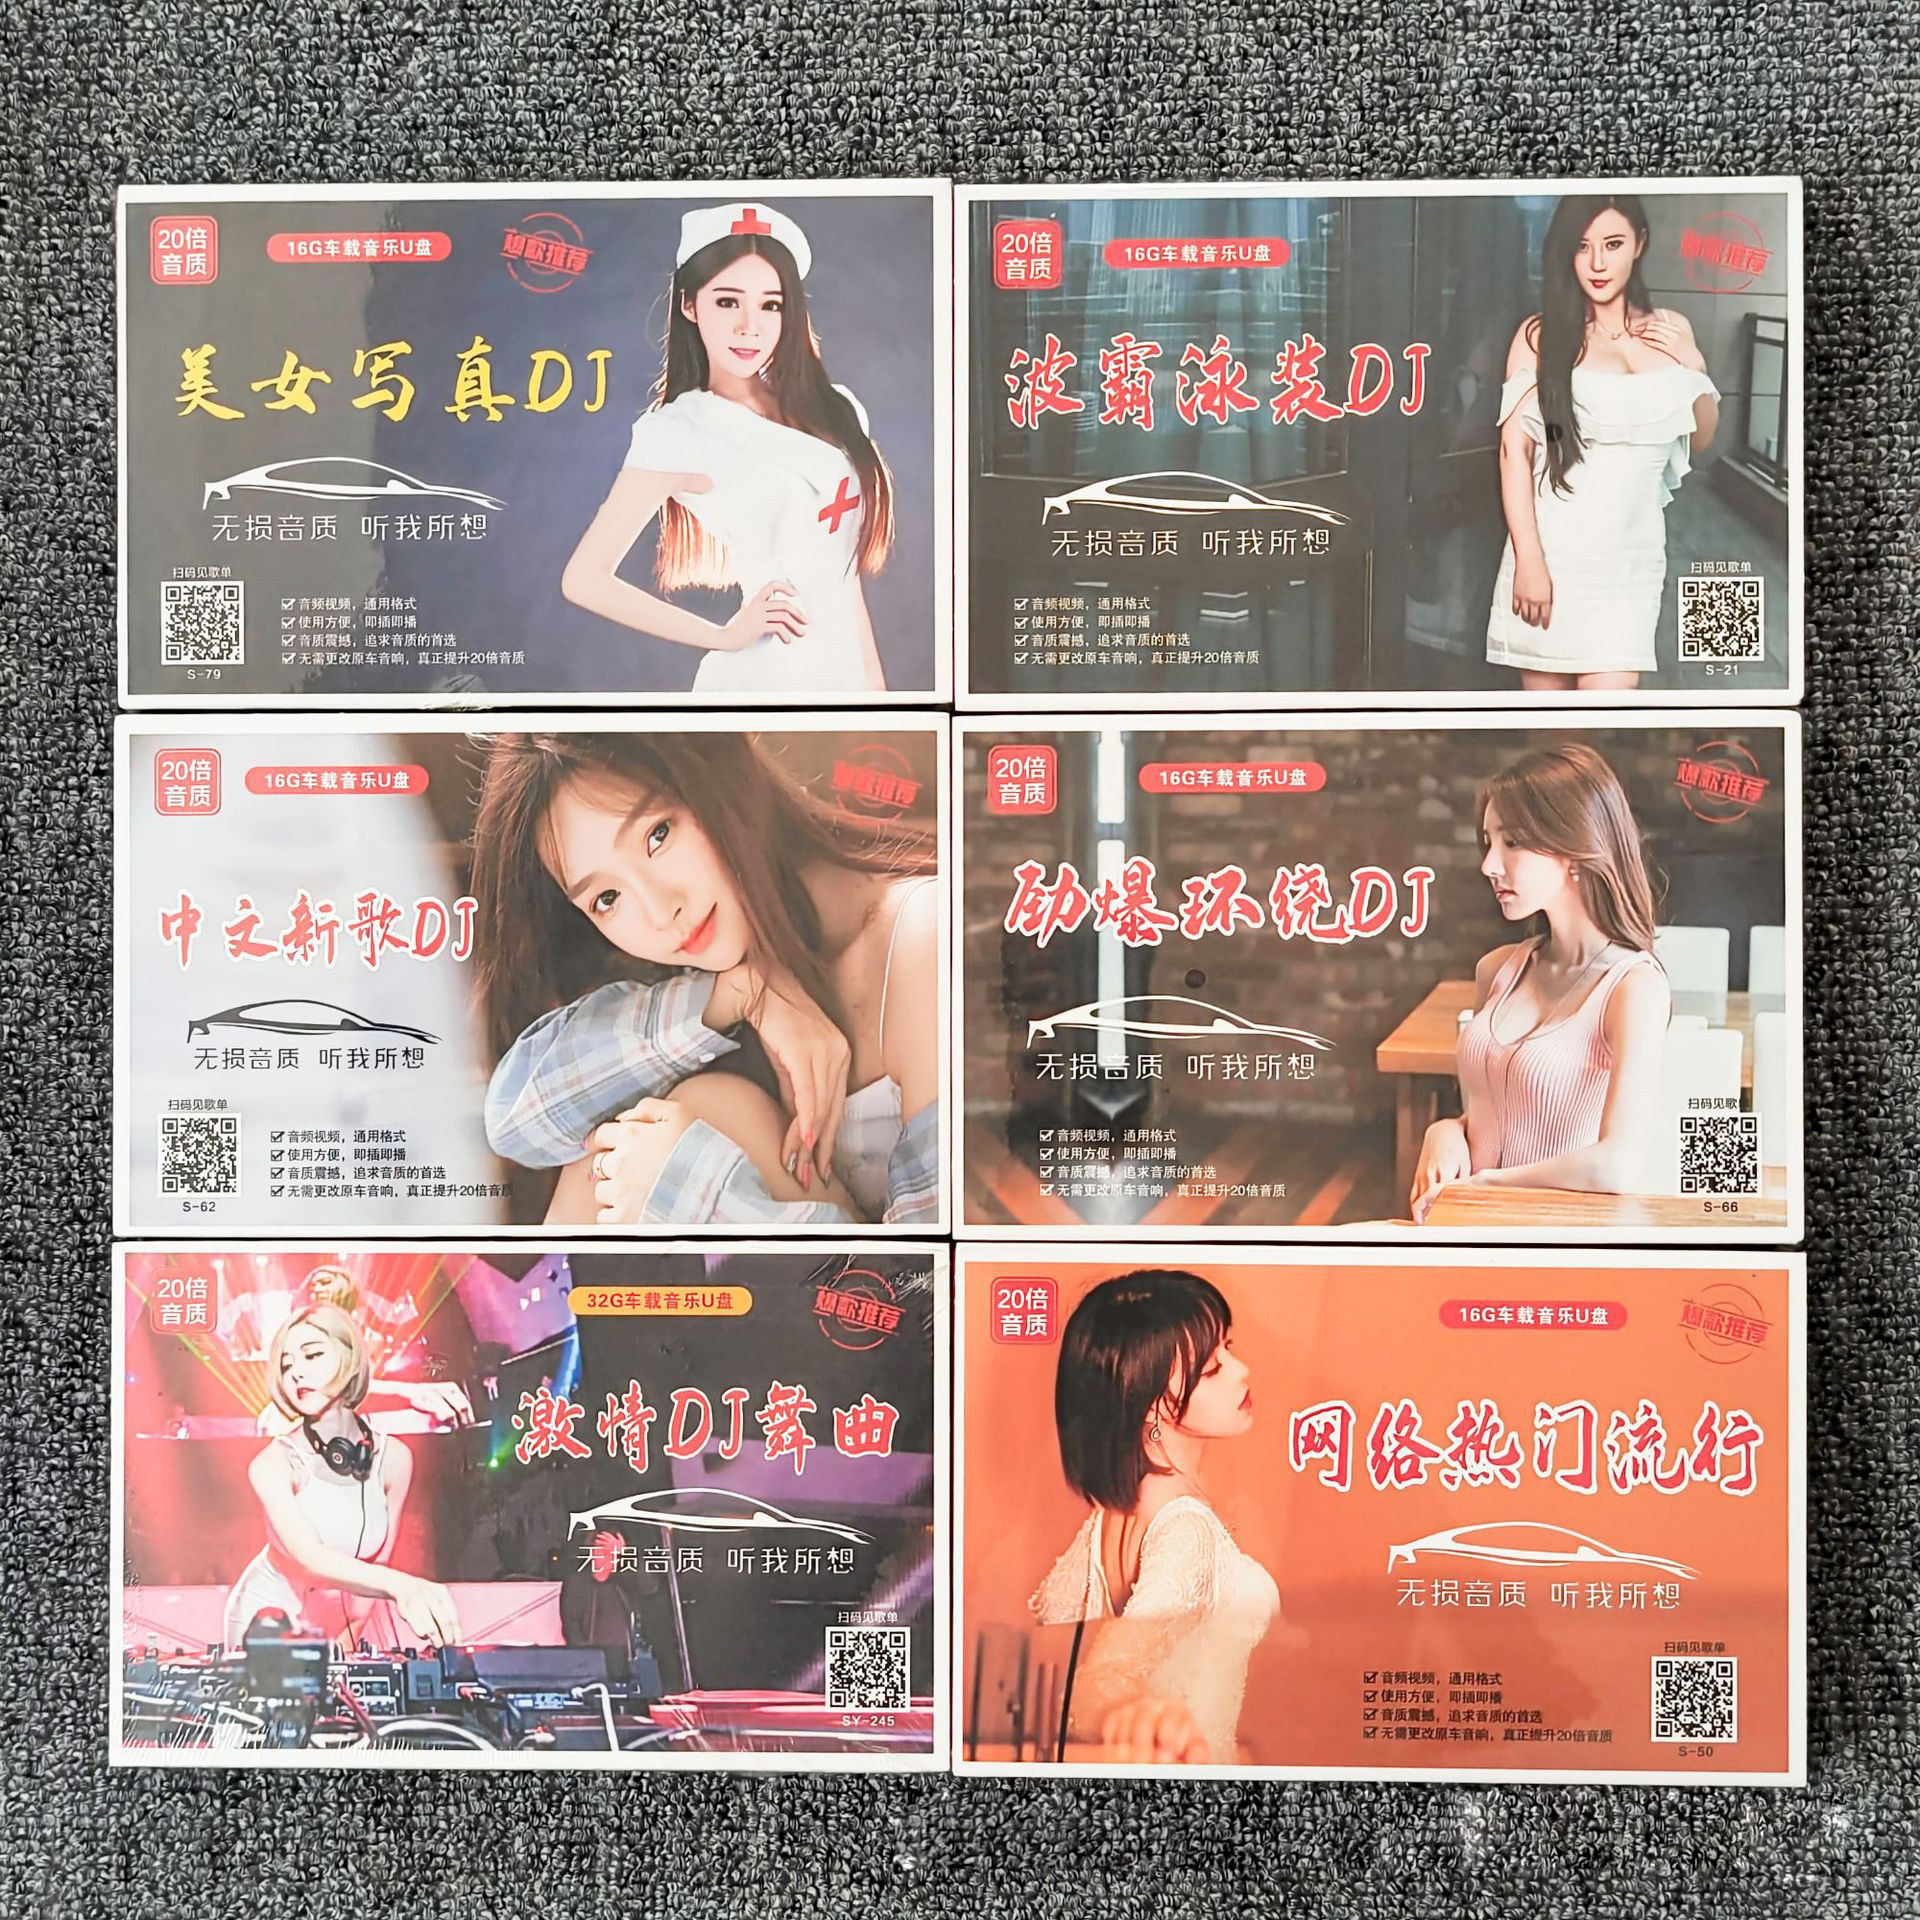 20倍
音质
16G车载音乐U盘
爆款推荐
美女写真DJ
无损音质 听我所想
扫码见歌单
S-79
音频视频，通用格式
使用方便，即插即播
音质震撼，追求音质的首选
无需更改原车音响，真正提升20倍音质
20倍
音质
16G车载音乐U盘
爆款推荐
波霸泳装DJ
无损音质 听我所想
音频视频，通用格式
使用方便，即插即播
音质震撼，追求音质的首选
无需更改原车音响，真正提升20倍音质
扫码见歌单
S-21
20倍
音质
16G车载音乐U盘
爆款推荐
中文新歌DJ
无损音质 听我所想
扫码见歌单
S-62
音频视频，通用格式
使用方便，即插即播
音质震撼，追求音质的首选
无需更改原车音响，真正提升20倍音质
20倍
音质
16G车载音乐U盘
爆款推荐
劲爆环绕DJ
无损音质 听我所想
音频视频，通用格式
使用方便，即插即播
音质震撼，追求音质的首选
无需更改原车音响，真正提升20倍音质
扫码见歌单
S-66
20倍
音质
32G车载音乐U盘
爆款推荐
激情DJ舞曲
无损音质 听我所想
扫码见歌单
SY-245
20倍
音质
16G车载音乐U盘
爆款推荐
网络热门流行
无损音质 听我所想
音频视频，通用格式
使用方便，即插即播
音质震撼，追求音质的首选
无需更改原车音响，真正提升20倍音质
扫码见歌单
S-50